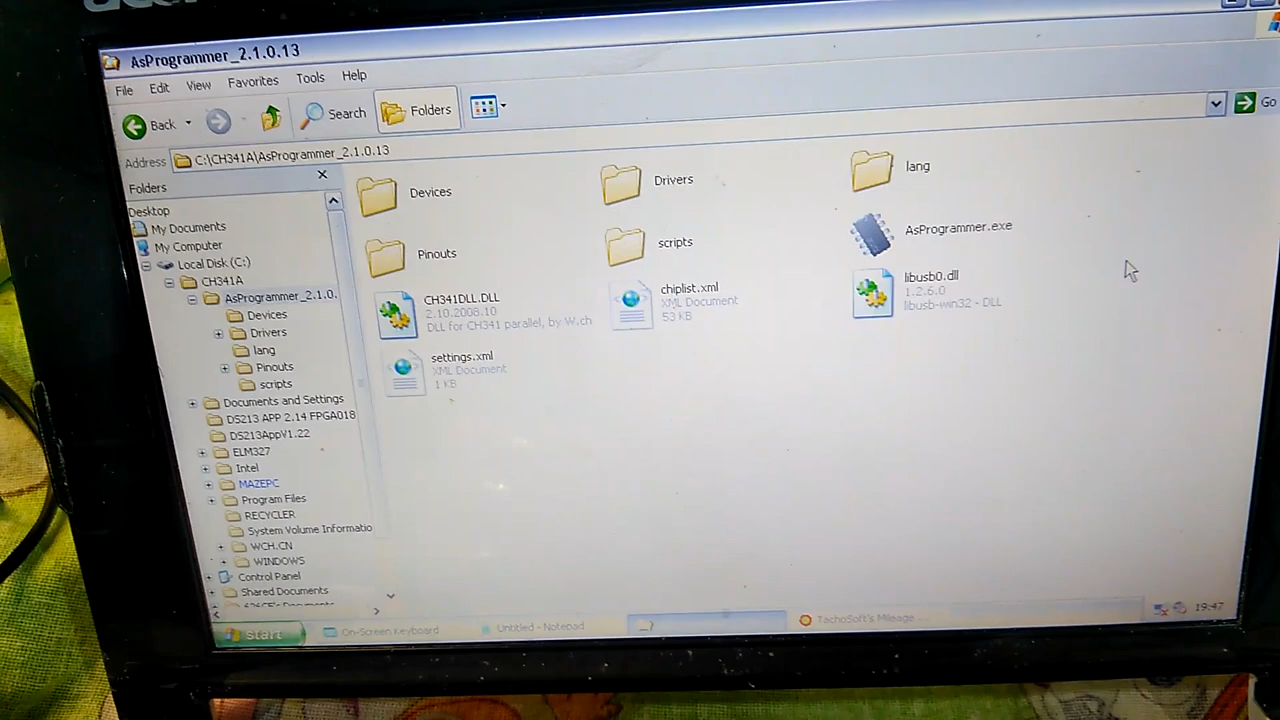 acer
AsProgrammer_2.1.0.13
File Edit View Favorites Tools Help
Back Search Folders
Address C:\CH341A\AsProgrammer_2.1.0.13 Go
Folders
Desktop
My Documents
My Computer
Local Disk (C:)
CH341A
AsProgrammer_2.1.0.
Devices
Drivers
lang
Pinouts
scripts
Documents and Settings
DS213 APP 2.14 FPGA018
DS213AppV1.22
ELM327
Intel
MAZEPC
Program Files
RECYCLER
System Volume Informatio
WCH.CN
WINDOWS
Control Panel
Shared Documents
Devices
Drivers
lang
Pinouts
scripts
AsProgrammer.exe
CH341DLL.DLL
2.10.2008.10
DLL for CH341 parallel, by W.ch
chiplist.xml
XML Document
53 KB
libusb0.dll
1.2.6.0
libusb-win32 - DLL
settings.xml
XML Document
1 KB
start On-Screen Keyboard Untitled - Notepad TachoSoft's Mileage 19:47